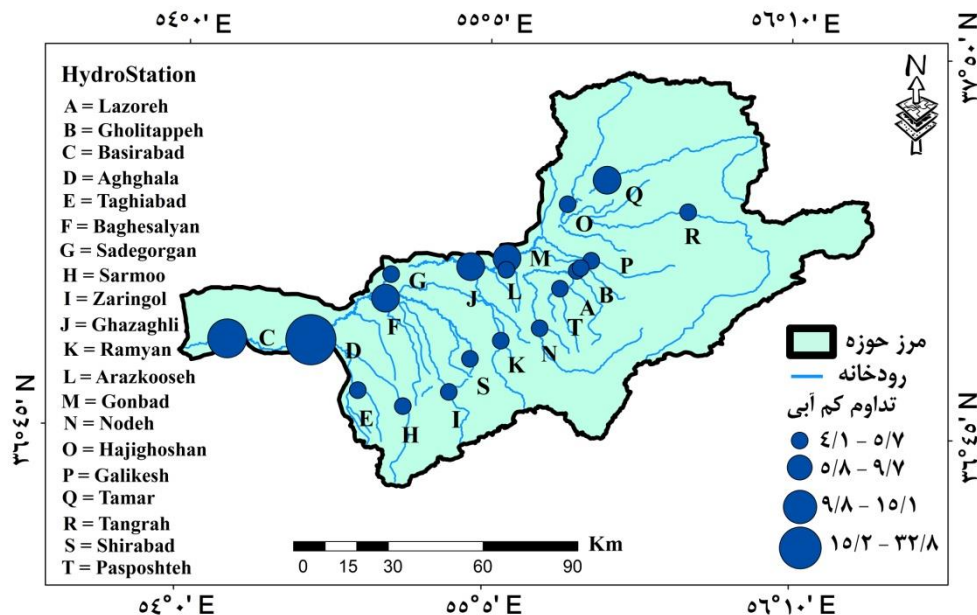 ۵۴°۰' E
۵۵°۵' E
۵۶°۱۰' E
۳۸°۵۰' N
N
HydroStation
A = Lazoreh
B = Gholitappeh
C = Basirabad
D = Aghghala
E = Taghiabad
F = Baghesalyan
G = Sadegorgan
H = Sarmoo
I = Zaringol
J = Ghazaghli
K = Ramyan
L = Arazkooseh
M = Gonbad
N = Nodeh
O = Hajighoshan
P = Galikesh
Q = Tamar
R = Tangrah
S = Shirabad
T = Pasposhteh
Q
O
R
M
P
G
J
L
B
A
F
T
N
C
D
K
S
E
H
I
مرز حوزه
رودخانه
تداوم کم آبی
۴/۱ – ۵/۷
۵/۸ – ۹/۷
۹/۸ – ۱۵/۱
۱۵/۲ – ۳۲/۸
Km
0 15 30 60 90
۳۶°۴۵' N
۳۶°۴۵' N
۵۴°۰' E
۵۵°۵' E
۵۶°۱۰' E